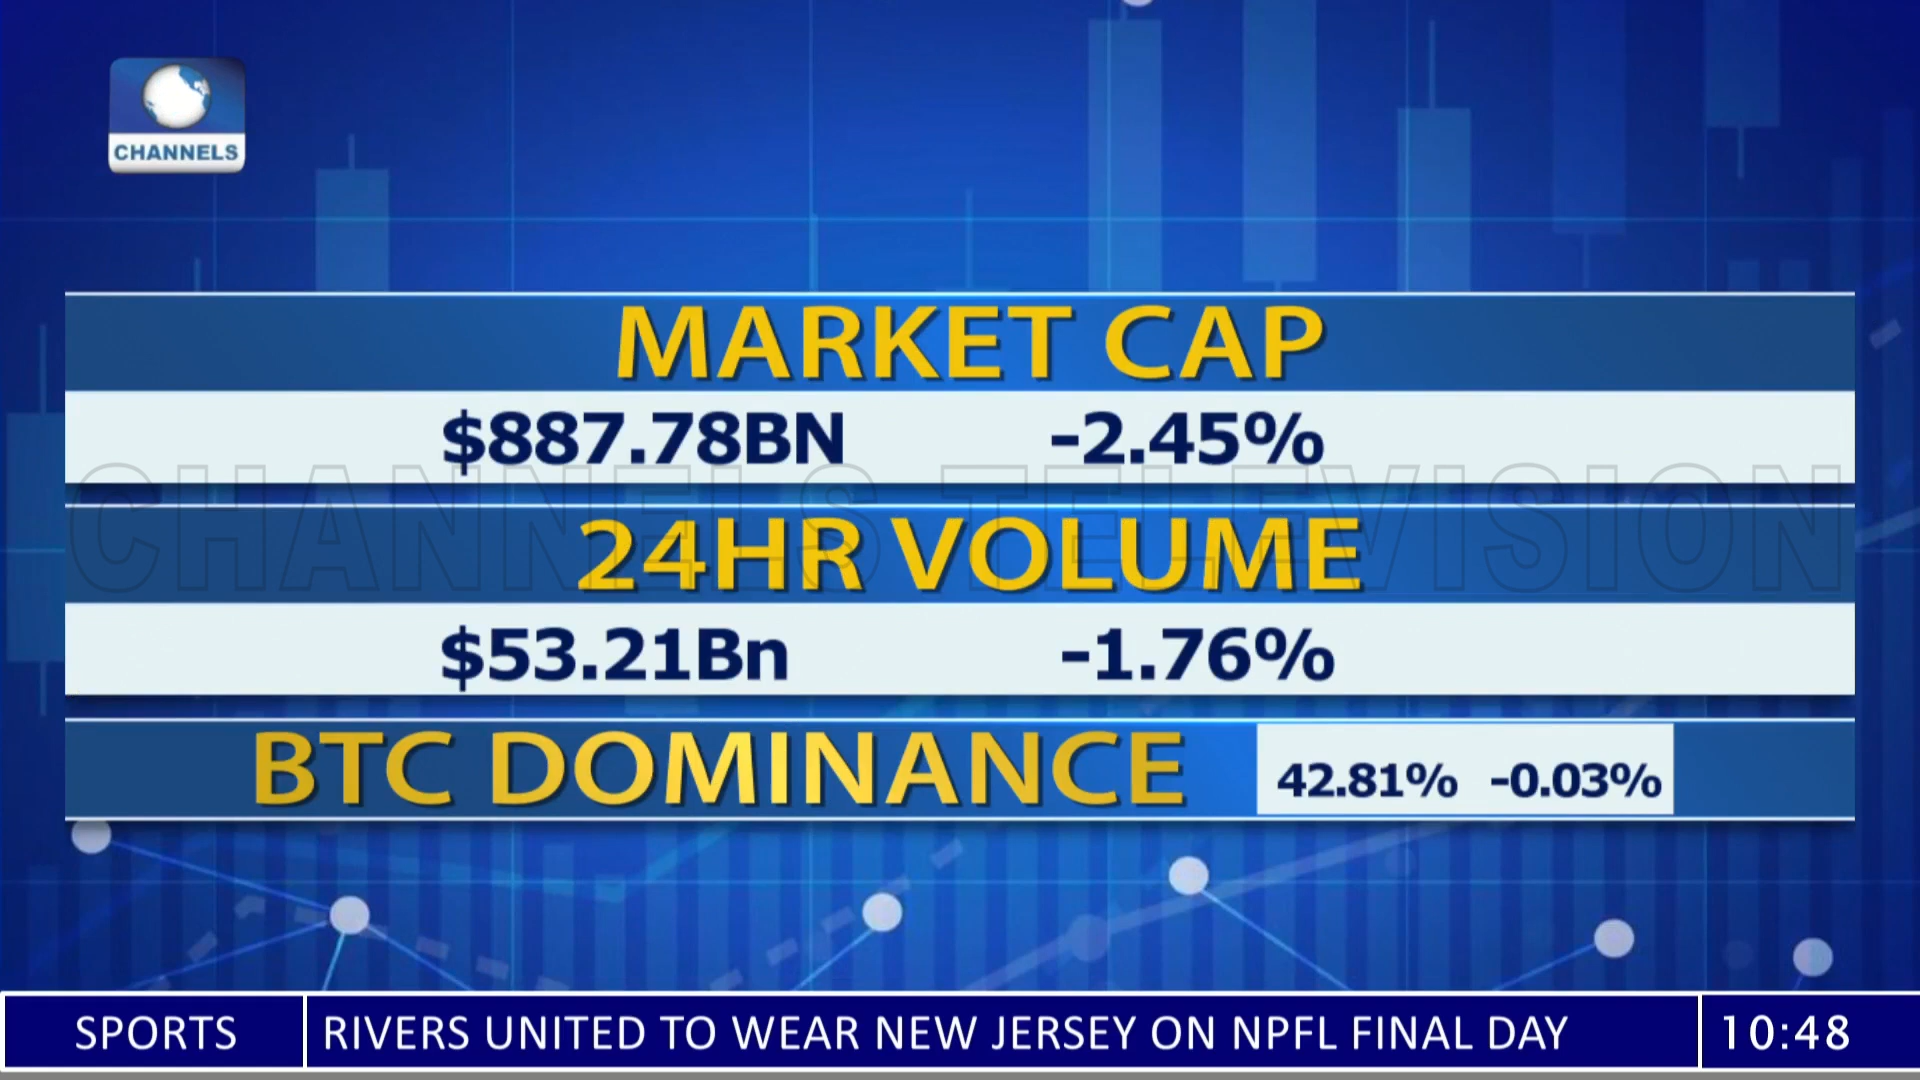 CHANNELS
MARKET CAP
$887.78BN -2.45%
CHANNELS TELEVISION
24HR VOLUME
$53.21Bn -1.76%
BTC DOMINANCE 42.81% -0.03%
SPORTS RIVERS UNITED TO WEAR NEW JERSEY ON NPFL FINAL DAY 10:48